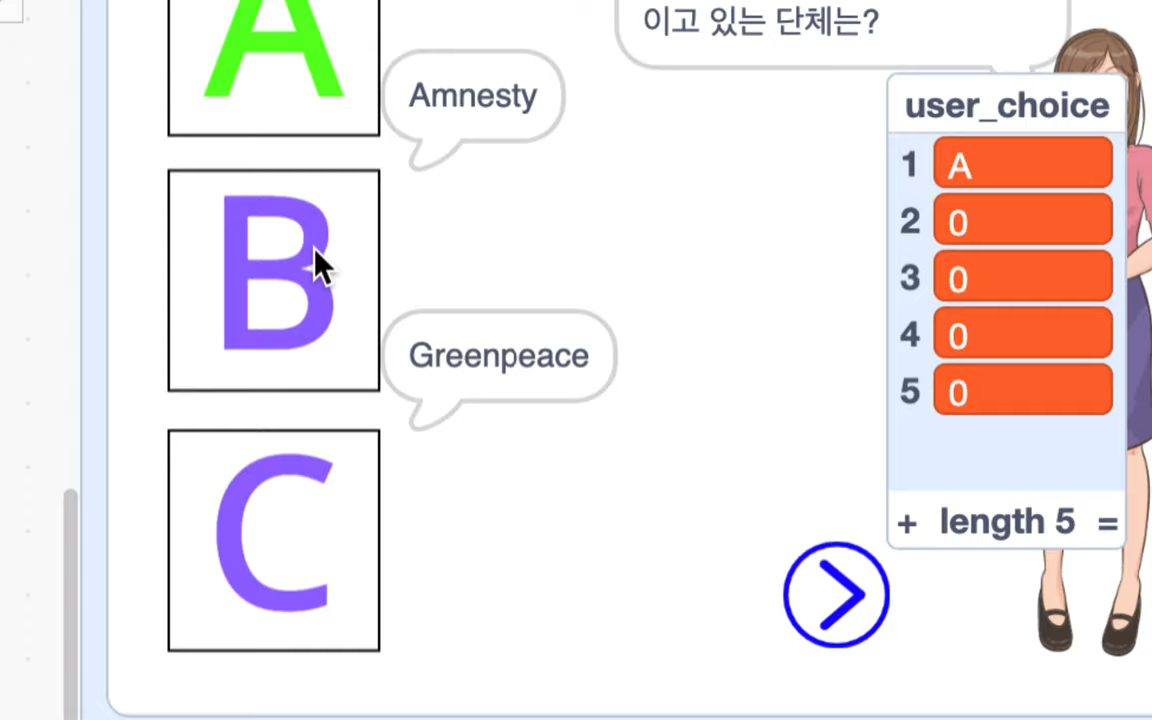 이고 있는 단체는?
A
Amnesty
B
Greenpeace
C
user_choice
1 A
2 0
3 0
4 0
5 0
+ length 5 =